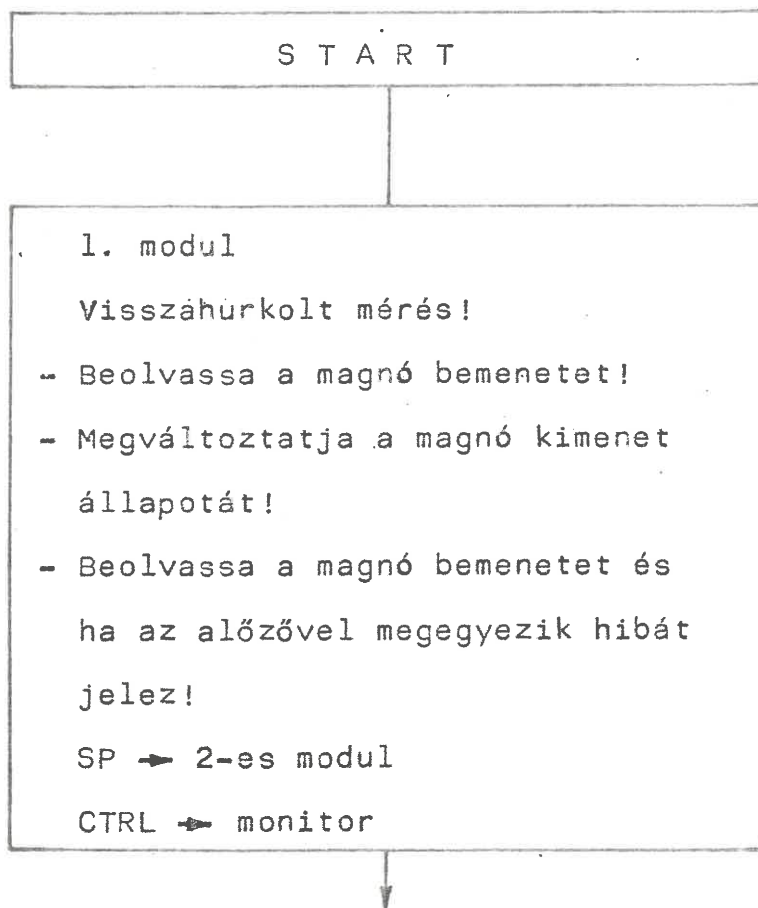 S T A R T
1. modul
Visszahurkolt mérés!
- Beolvassa a magnó bemenetet!
- Megváltoztatja a magnó kimenet
állapotát!
- Beolvassa a magnó bemenetet és
ha az alőzővel megegyezik hibát
jelez!
SP → 2-es modul
CTRL → monitor